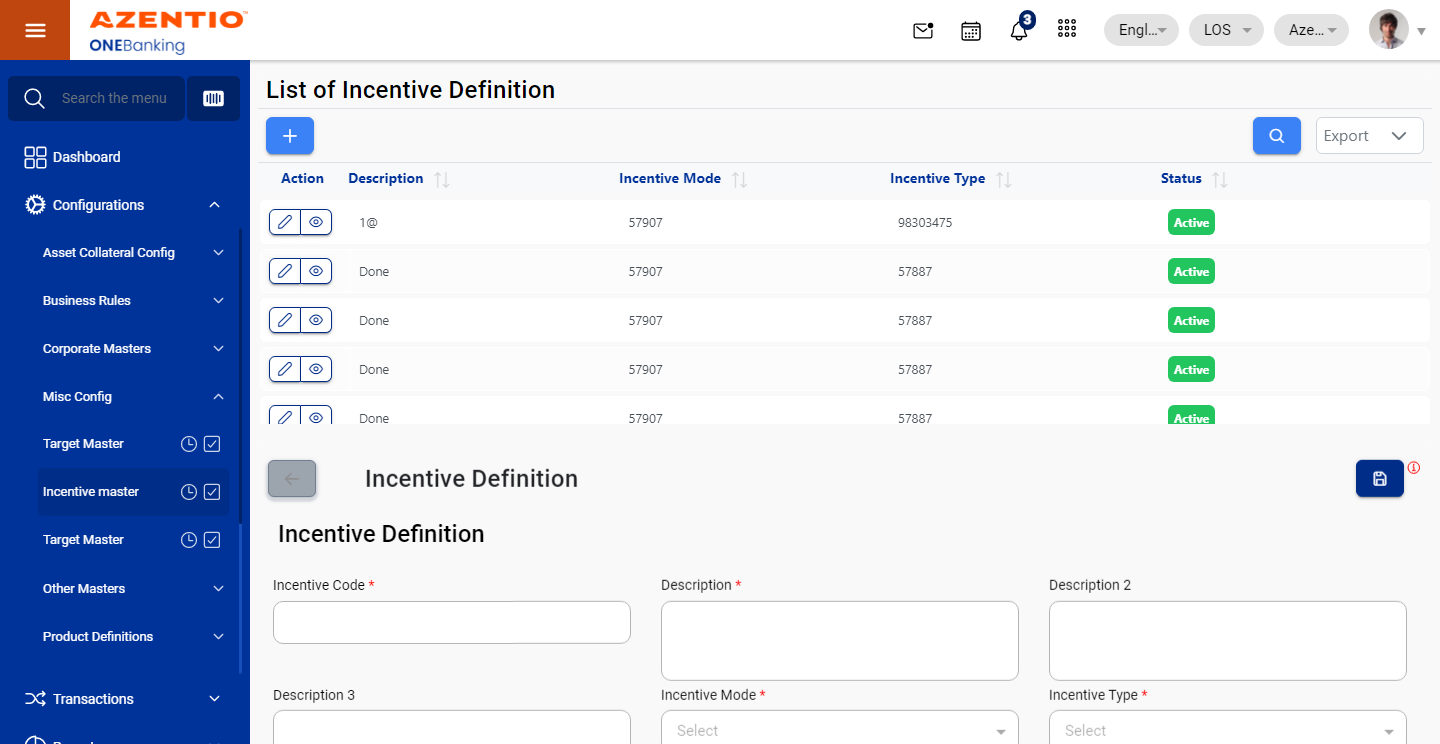 AZENTIO™
ONEBanking
3
Engl...
LOS
Aze...
Search the menu
Dashboard
Configurations
Asset Collateral Config
Business Rules
Corporate Masters
Misc Config
Target Master
Incentive master
Target Master
Other Masters
Product Definitions
Transactions
List of Incentive Definition
Export
Action Description Incentive Mode Incentive Type Status
1@ 57907 98303475 Active
Done 57907 57887 Active
Done 57907 57887 Active
Done 57907 57887 Active
Done 57907 57887 Active
Incentive Definition
Incentive Definition
Incentive Code * Description * Description 2
Description 3 Incentive Mode * Incentive Type *
Select Select